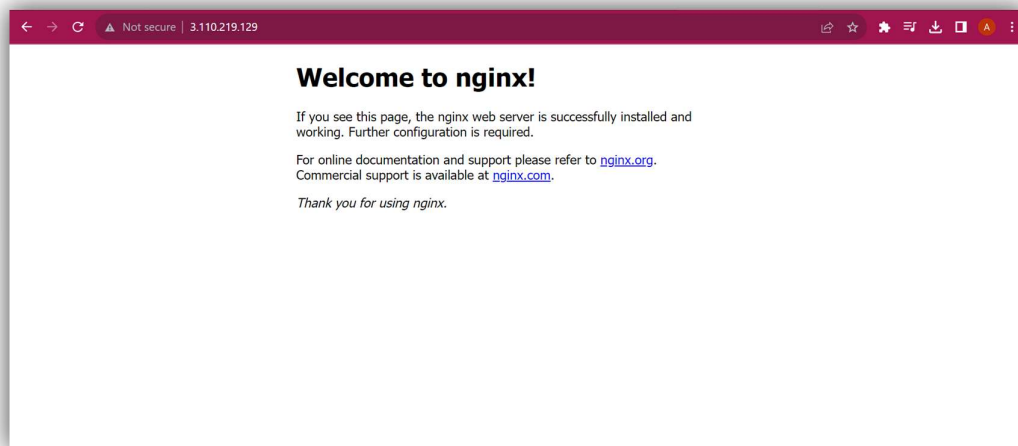 Not secure | 3.110.219.129
A
Welcome to nginx!
If you see this page, the nginx web server is successfully installed and
working. Further configuration is required.
For online documentation and support please refer to nginx.org.
Commercial support is available at nginx.com.
Thank you for using nginx.